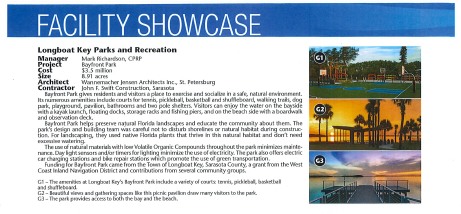 FACILITY SHOWCASE
Longboat Key Parks and Recreation
Manager Mark Richardson, CPRP
Project Bayfront Park
Cost $3.5 million
Size 8.91 acres
Architect Wannemacher Jensen Architects Inc., St. Petersburg
Contractor John F. Swift Construction, Sarasota
Bayfront Park gives residents and visitors a place to exercise and socialize in a safe, natural environment.
Its numerous amenities include courts for tennis, pickleball, basketball and shuffleboard, walking trails, dog
park, playground, pavilion, bathrooms and two pole shelters. Visitors can enjoy the water on the bayside
with a kayak launch, floating docks, storage racks and fishing piers, and on the beach side with a boardwalk
and observation deck.
Bayfront Park helps preserve natural Florida landscapes and educate the community about them. The
park's design and building team was careful not to disturb shorelines or natural habitat during construc-
tion. For landscaping, they used native Florida plants that thrive in this natural habitat and don't need
excessive watering.
The use of natural materials with low Volatile Organic Compounds throughout the park minimizes mainte-
nance. Day light sensors and/or timers for lighting minimize the use of electricity. The park also offers electric
car charging stations and bike repair stations which promote the use of green transportation.
Funding for Bayfront Park came from the Town of Longboat Key, Sarasota County, a grant from the West
Coast Inland Navigation District and contributions from several community groups.
G1 – The amenities at Longboat Key's Bayfront Park include a variety of courts: tennis, pickleball, basketball
and shuffleboard.
G2 – Beautiful views and gathering spaces like this picnic pavilion draw many visitors to the park.
G3 – The park provides access to both the bay and the beach.
G1
G2
G3